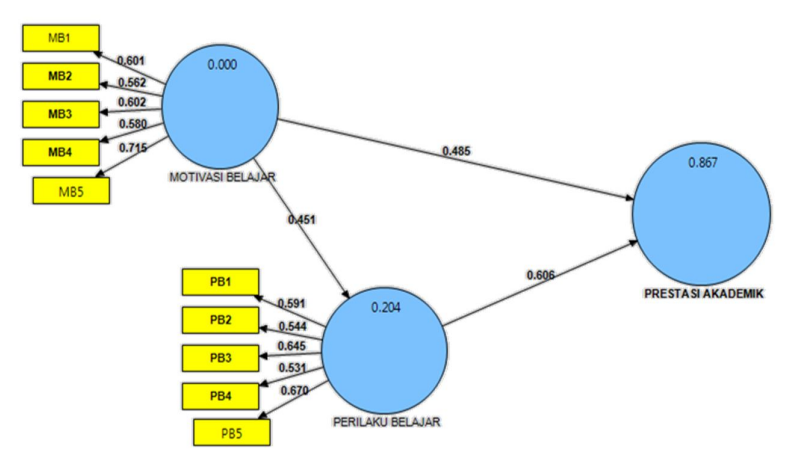 MB1
0.601
MB2
0.562
MB3
0.602
MB4
0.580
MB5
0.715
0.000
MOTIVASI BELAJAR
0.485
0.451
0.867
PRESTASI AKADEMIK
0.606
PB1
0.591
PB2
0.544
PB3
0.645
PB4
0.531
PB5
0.670
0.204
PERILAKU BELAJAR